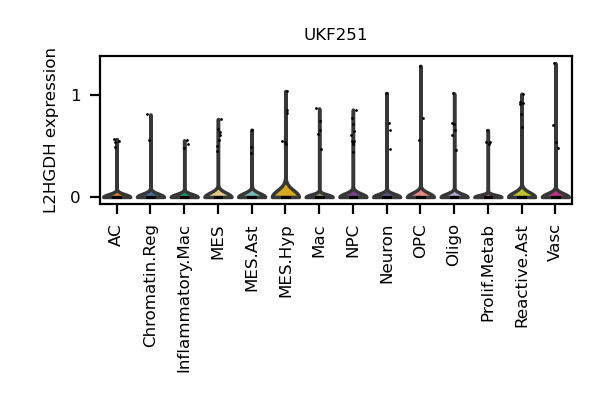 UKF251
L2HGDH expression
1
0
AC
Chromatin.Reg
Inflammatory.Mac
MES
MES.Ast
MES.Hyp
Mac
NPC
Neuron
OPC
Oligo
Prolif.Metab
Reactive.Ast
Vasc